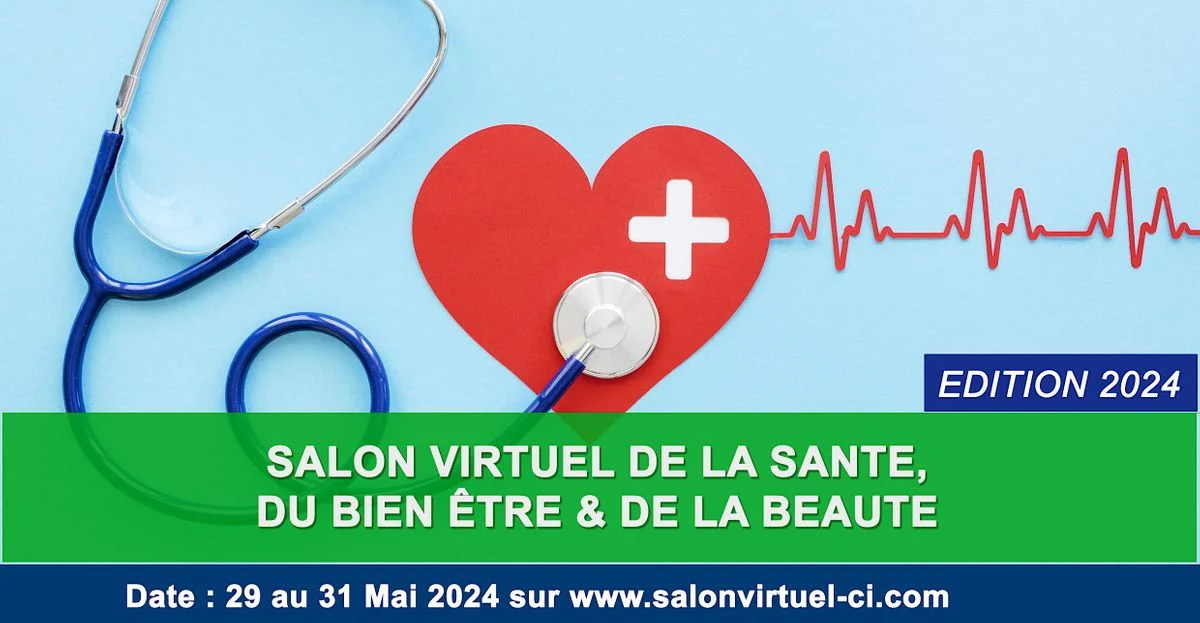 EDITION 2024
SALON VIRTUEL DE LA SANTE,
DU BIEN ÊTRE & DE LA BEAUTE
Date : 29 au 31 Mai 2024 sur www.salonvirtuel-ci.com